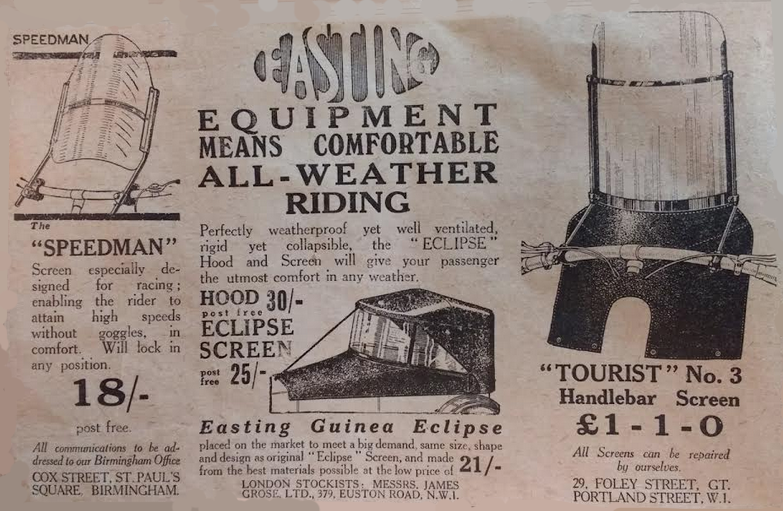 SPEEDMAN
The
"SPEEDMAN"
Screen especially de-
signed for racing;
enabling the rider to
attain high speeds
without goggles, in
comfort. Will lock in
any position.
18/-
post free.
All communications to be ad-
dressed to our Birmingham Office
COX STREET, ST. PAUL'S
SQUARE, BIRMINGHAM.
EASTING
EQUIPMENT
MEANS COMFORTABLE
ALL-WEATHER
RIDING
Perfectly weatherproof yet well ventilated,
rigid yet collapsible, the "ECLIPSE"
Hood and Screen will give your passenger
the utmost comfort in any weather.
HOOD 30/-
post free
ECLIPSE
SCREEN
post free 25/-
Easting Guinea Eclipse
placed on the market to meet a big demand, same size, shape
and design as original "Eclipse" Screen, and made
from the best materials possible at the low price of 21/-
LONDON STOCKISTS: MESSRS. JAMES
GROSE, LTD., 379, EUSTON ROAD, N.W.1.
"TOURIST" No. 3
Handlebar Screen
£1-1-0
All Screens can be repaired
by ourselves.
29, FOLEY STREET, GT.
PORTLAND STREET, W.1.